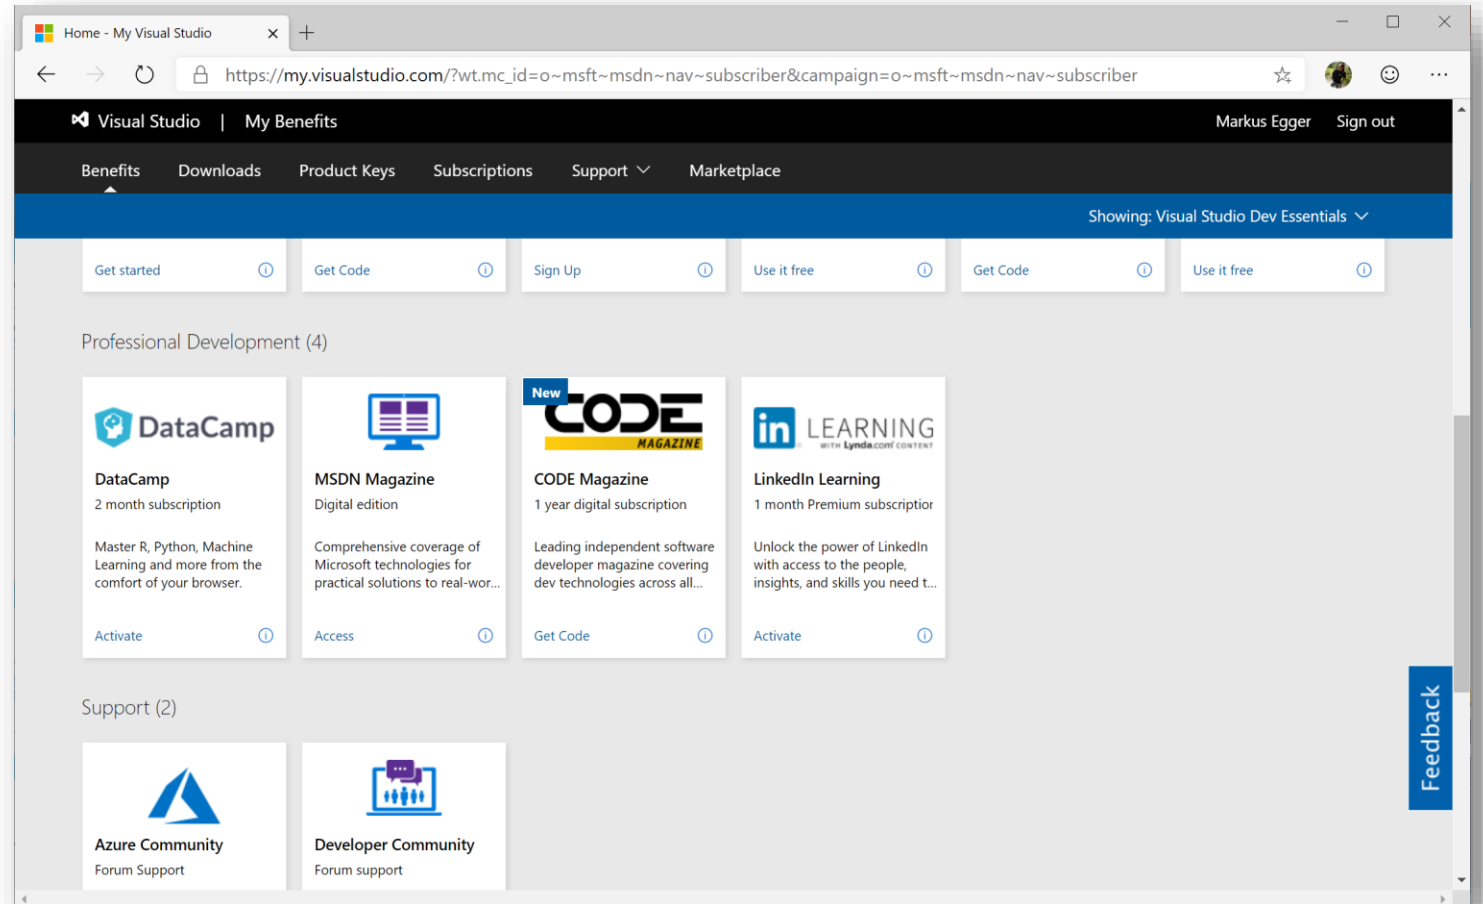 Home - My Visual Studio
https://my.visualstudio.com/?wt.mc_id=o~msft~msdn~nav~subscriber&campaign=o~msft~msdn~nav~subscriber
Visual Studio | My Benefits
Markus Egger Sign out
Benefits Downloads Product Keys Subscriptions Support Marketplace
Showing: Visual Studio Dev Essentials
Get started Get Code Sign Up Use it free Get Code Use it free
Professional Development (4)
DataCamp
DataCamp
2 month subscription
Master R, Python, Machine
Learning and more from the
comfort of your browser.
Activate
MSDN Magazine
Digital edition
Comprehensive coverage of
Microsoft technologies for
practical solutions to real-wor...
Access
New
CODE
MAGAZINE
CODE Magazine
1 year digital subscription
Leading independent software
developer magazine covering
dev technologies across all...
Get Code
in LEARNING
WITH Lynda.com CONTENT
LinkedIn Learning
1 month Premium subscription
Unlock the power of LinkedIn
with access to the people,
insights, and skills you need t...
Activate
Support (2)
Azure Community
Forum Support
Developer Community
Forum support
Feedback